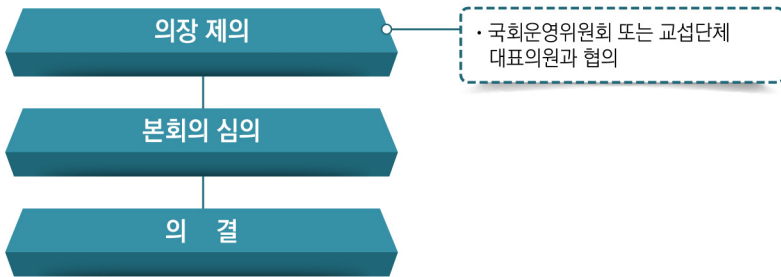 의장 제의
· 국회운영위원회 또는 교섭단체
대표의원과 협의
본회의 심의
의 결